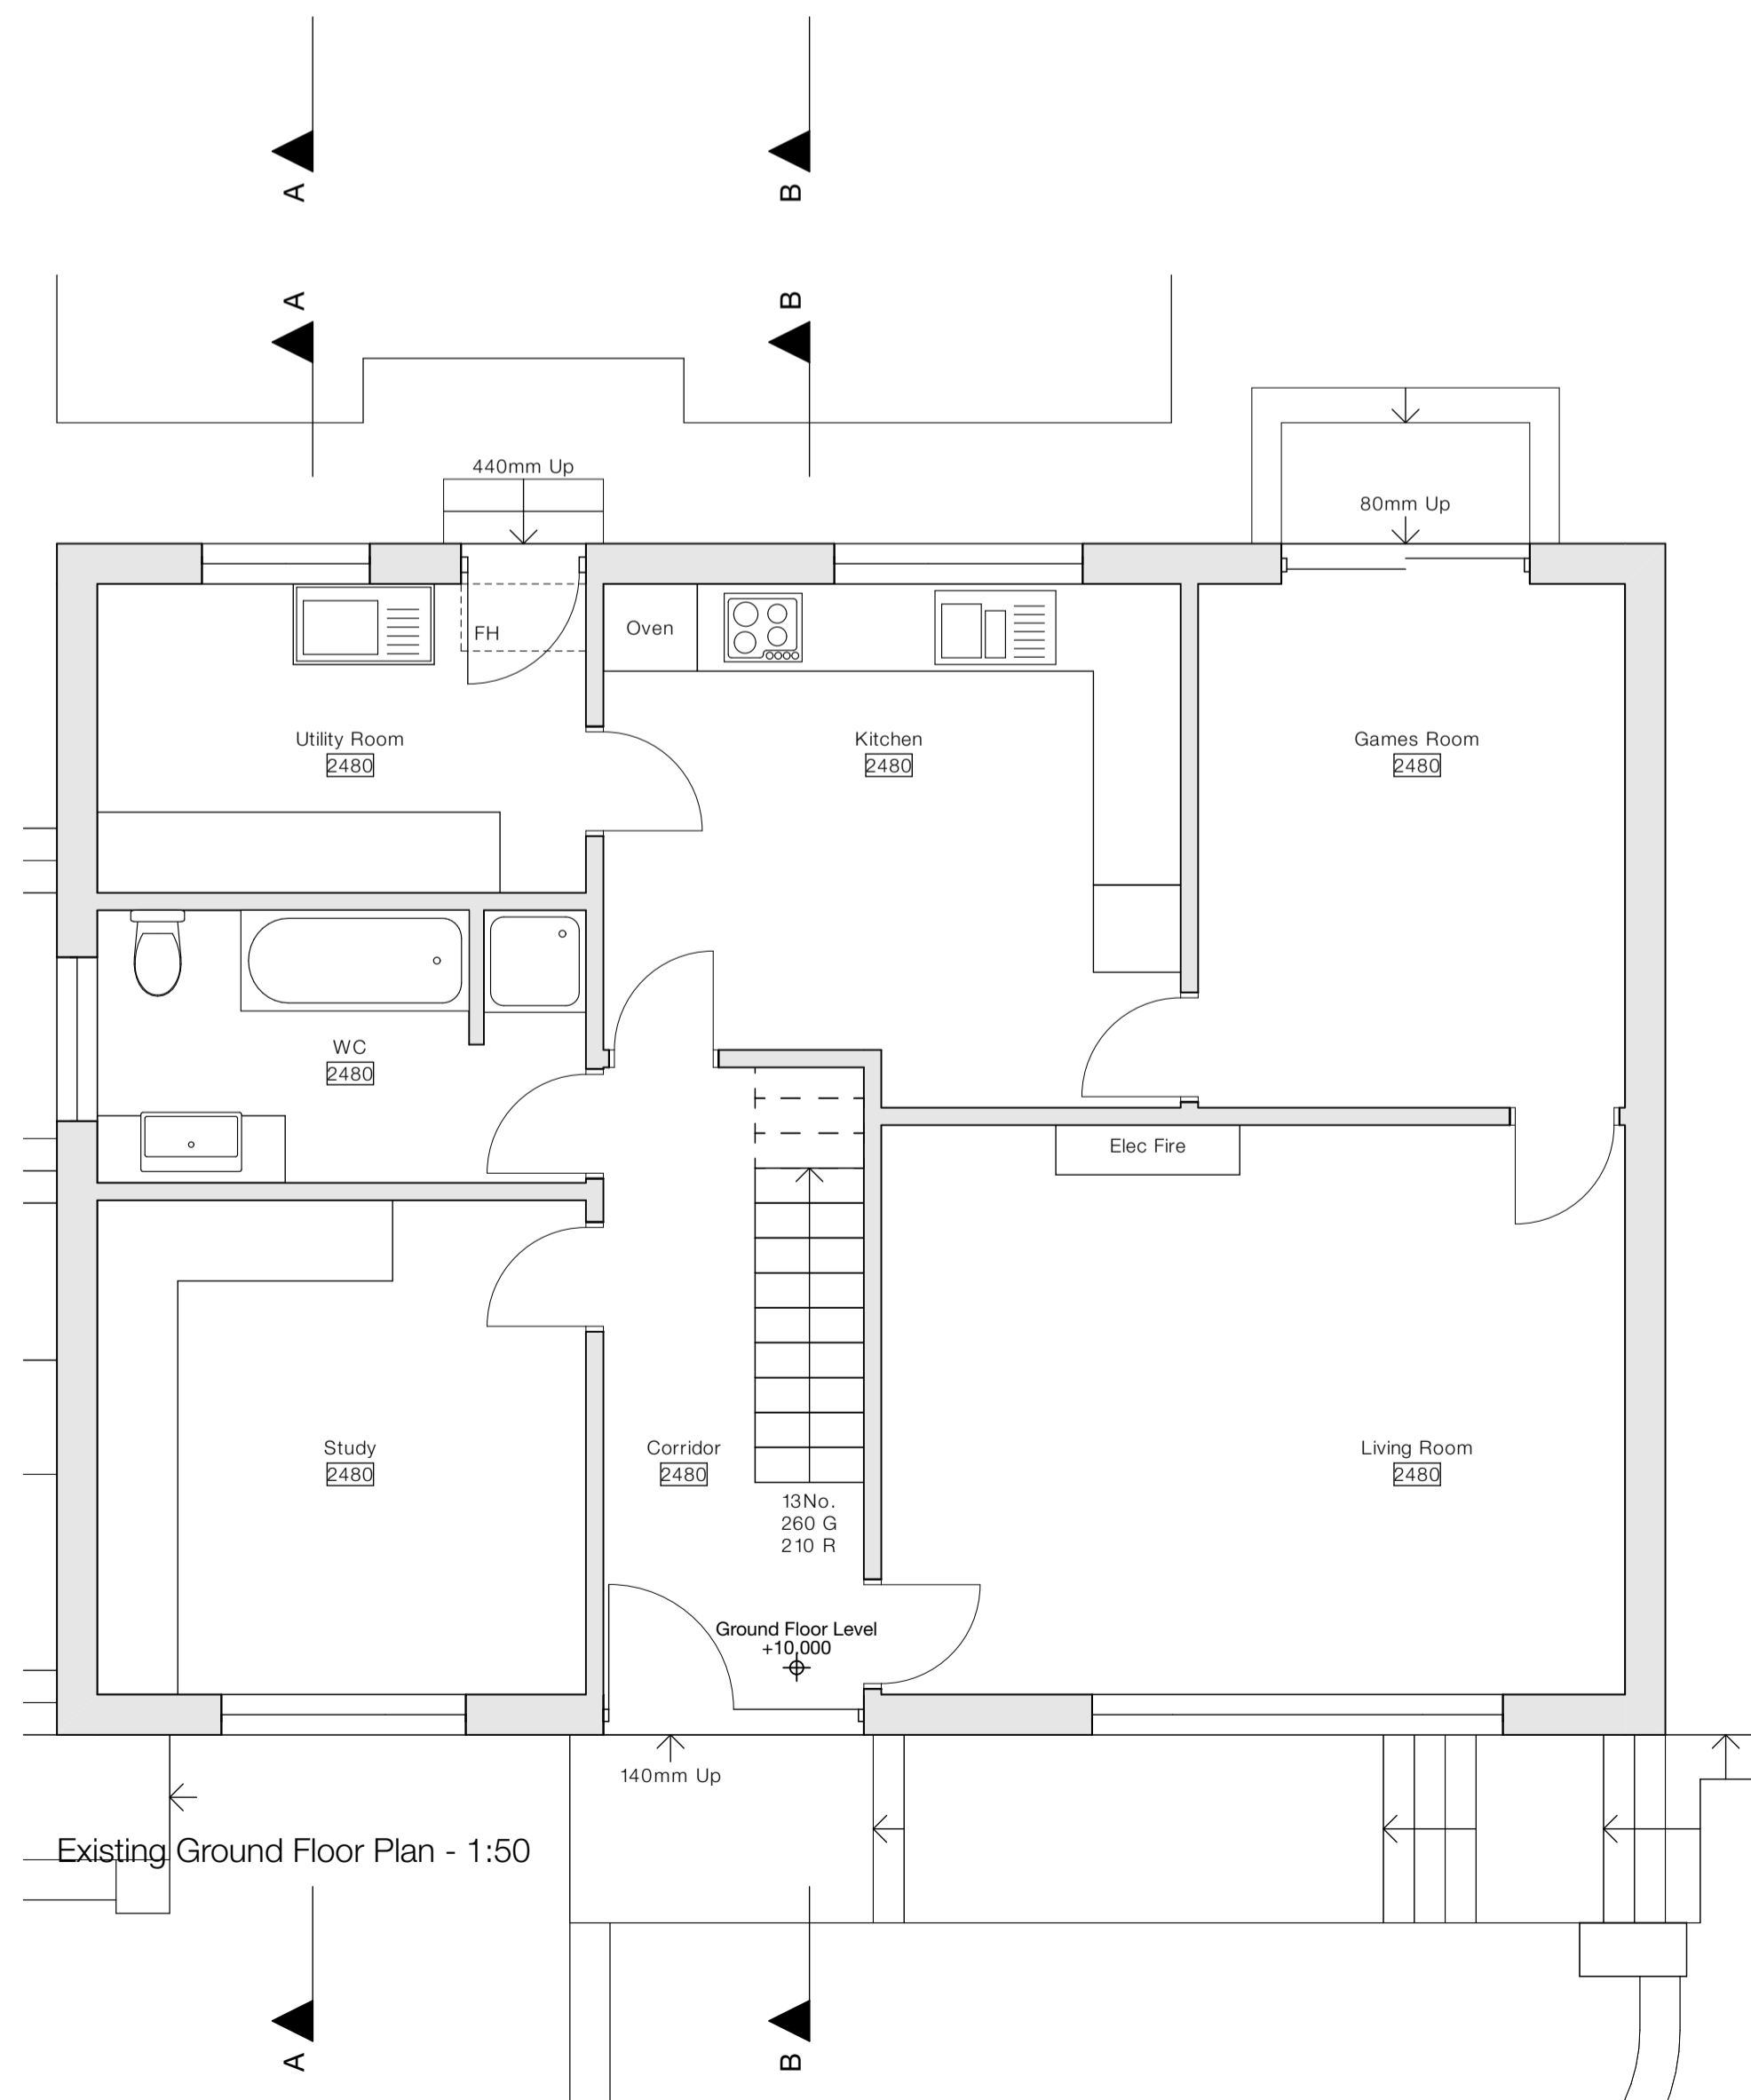 A
B
A
B
440mm Up
80mm Up
FH
Oven
Utility Room
2480
Kitchen
2480
Games Room
2480
WC
2480
Elec Fire
Study
2480
Corridor
2480
Living Room
2480
13No.
260 G
210 R
Ground Floor Level
+10,000
140mm Up
Existing Ground Floor Plan - 1:50
A
B